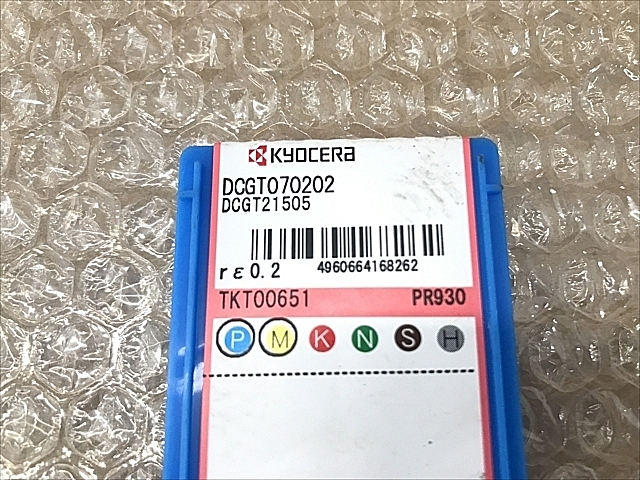 KYOCERA
DCGT070202
DCGT21505
rε0.2
4960664168262
TKT00651 PR930
P M K N S H